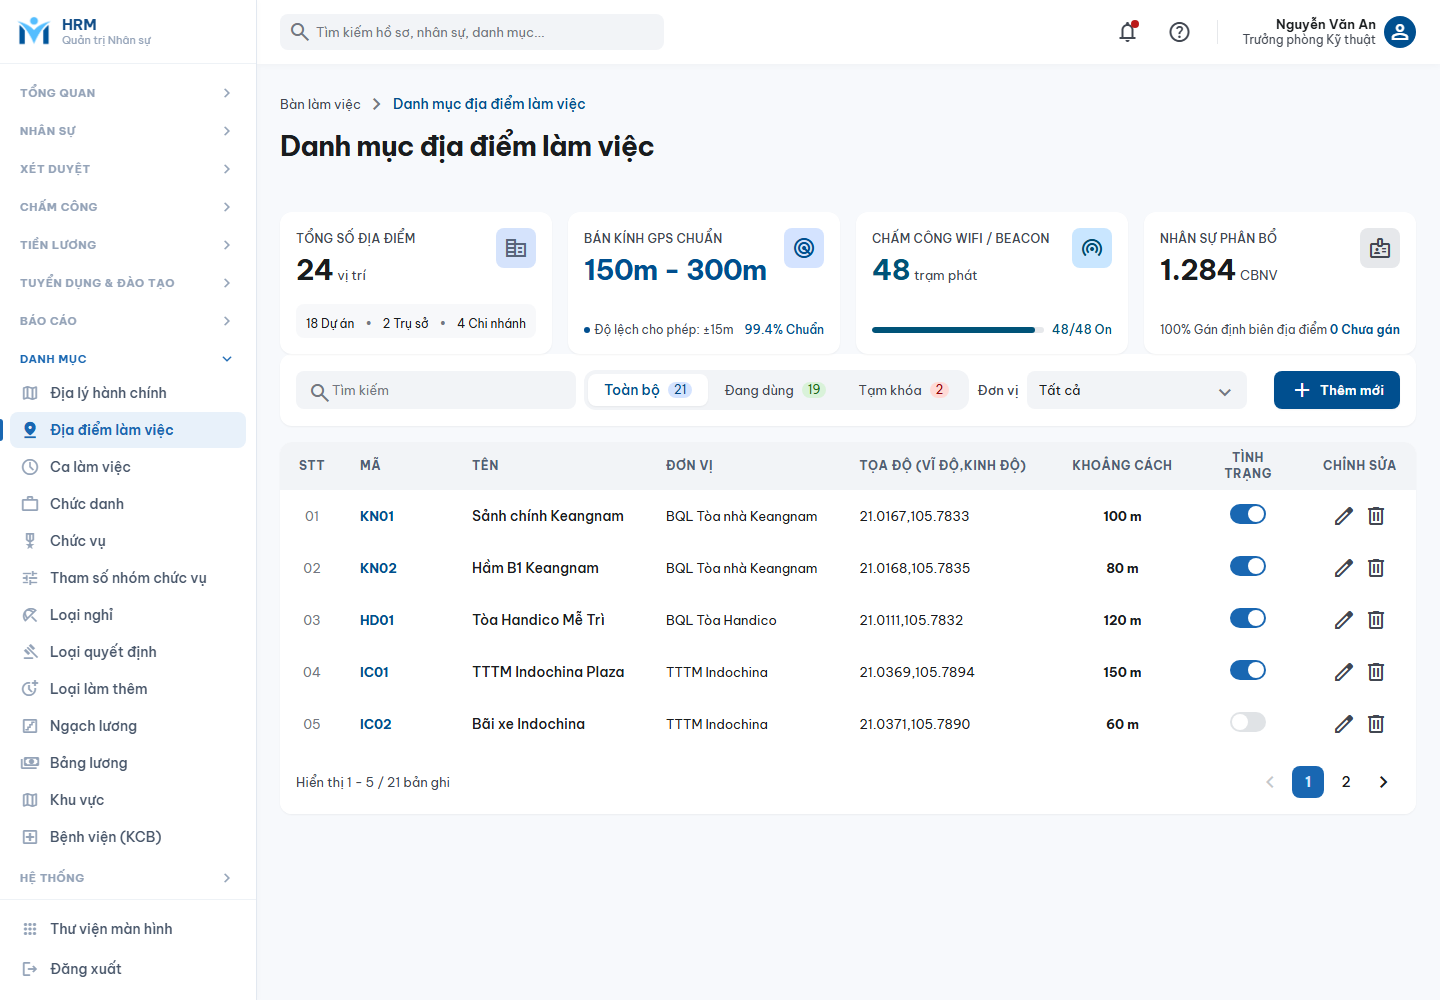 HRM
Quản trị Nhân sự
TỔNG QUAN
NHÂN SỰ
XÉT DUYỆT
CHẤM CÔNG
TIỀN LƯƠNG
TUYỂN DỤNG & ĐÀO TẠO
BÁO CÁO
DANH MỤC
Địa lý hành chính
Địa điểm làm việc
Ca làm việc
Chức danh
Chức vụ
Tham số nhóm chức vụ
Loại nghỉ
Loại quyết định
Loại làm thêm
Ngạch lương
Bảng lương
Khu vực
Bệnh viện (KCB)
HỆ THỐNG
Thư viện màn hình
Đăng xuất
Tìm kiếm hồ sơ, nhân sự, danh mục...
Nguyễn Văn An
Trưởng phòng Kỹ thuật
Bàn làm việc Danh mục địa điểm làm việc
Danh mục địa điểm làm việc
TỔNG SỐ ĐỊA ĐIỂM
24 vị trí
18 Dự án • 2 Trụ sở • 4 Chi nhánh
BÁN KÍNH GPS CHUẨN
150m - 300m
Độ lệch cho phép: ±15m 99.4% Chuẩn
CHẤM CÔNG WIFI / BEACON
48 trạm phát
48/48 On
NHÂN SỰ PHÂN BỔ
1.284 CBNV
100% Gán định biên địa điểm 0 Chưa gán
Tìm kiếm Toàn bộ 21 Đang dùng 19 Tạm khóa 2 Đơn vị Tất cả Thêm mới
STT MÃ TÊN ĐƠN VỊ TỌA ĐỘ (VĨ ĐỘ,KINH ĐỘ) KHOẢNG CÁCH TÌNH TRẠNG CHỈNH SỬA
01 KN01 Sảnh chính Keangnam BQL Tòa nhà Keangnam 21.0167,105.7833 100 m
02 KN02 Hầm B1 Keangnam BQL Tòa nhà Keangnam 21.0168,105.7835 80 m
03 HD01 Tòa Handico Mễ Trì BQL Tòa Handico 21.0111,105.7832 120 m
04 IC01 TTTM Indochina Plaza TTTM Indochina 21.0369,105.7894 150 m
05 IC02 Bãi xe Indochina TTTM Indochina 21.0371,105.7890 60 m
Hiển thị 1 - 5 / 21 bản ghi 1 2